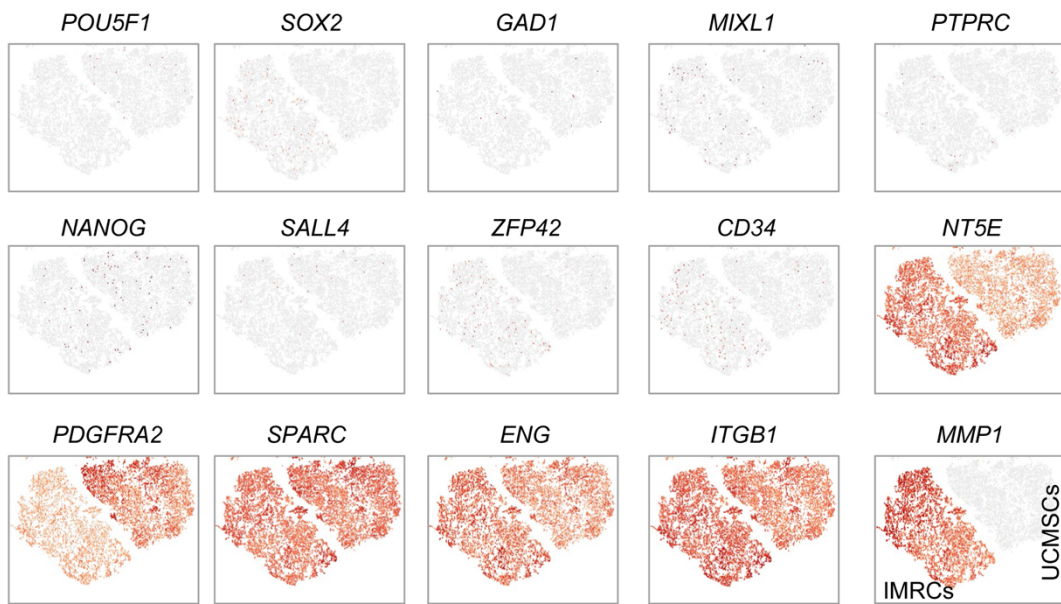 POU5F1
SOX2
GAD1
MIXL1
PTPRC
NANOG
SALL4
ZFP42
CD34
NT5E
PDGFRA2
SPARC
ENG
ITGB1
MMP1
UCMSCs
IMRCs